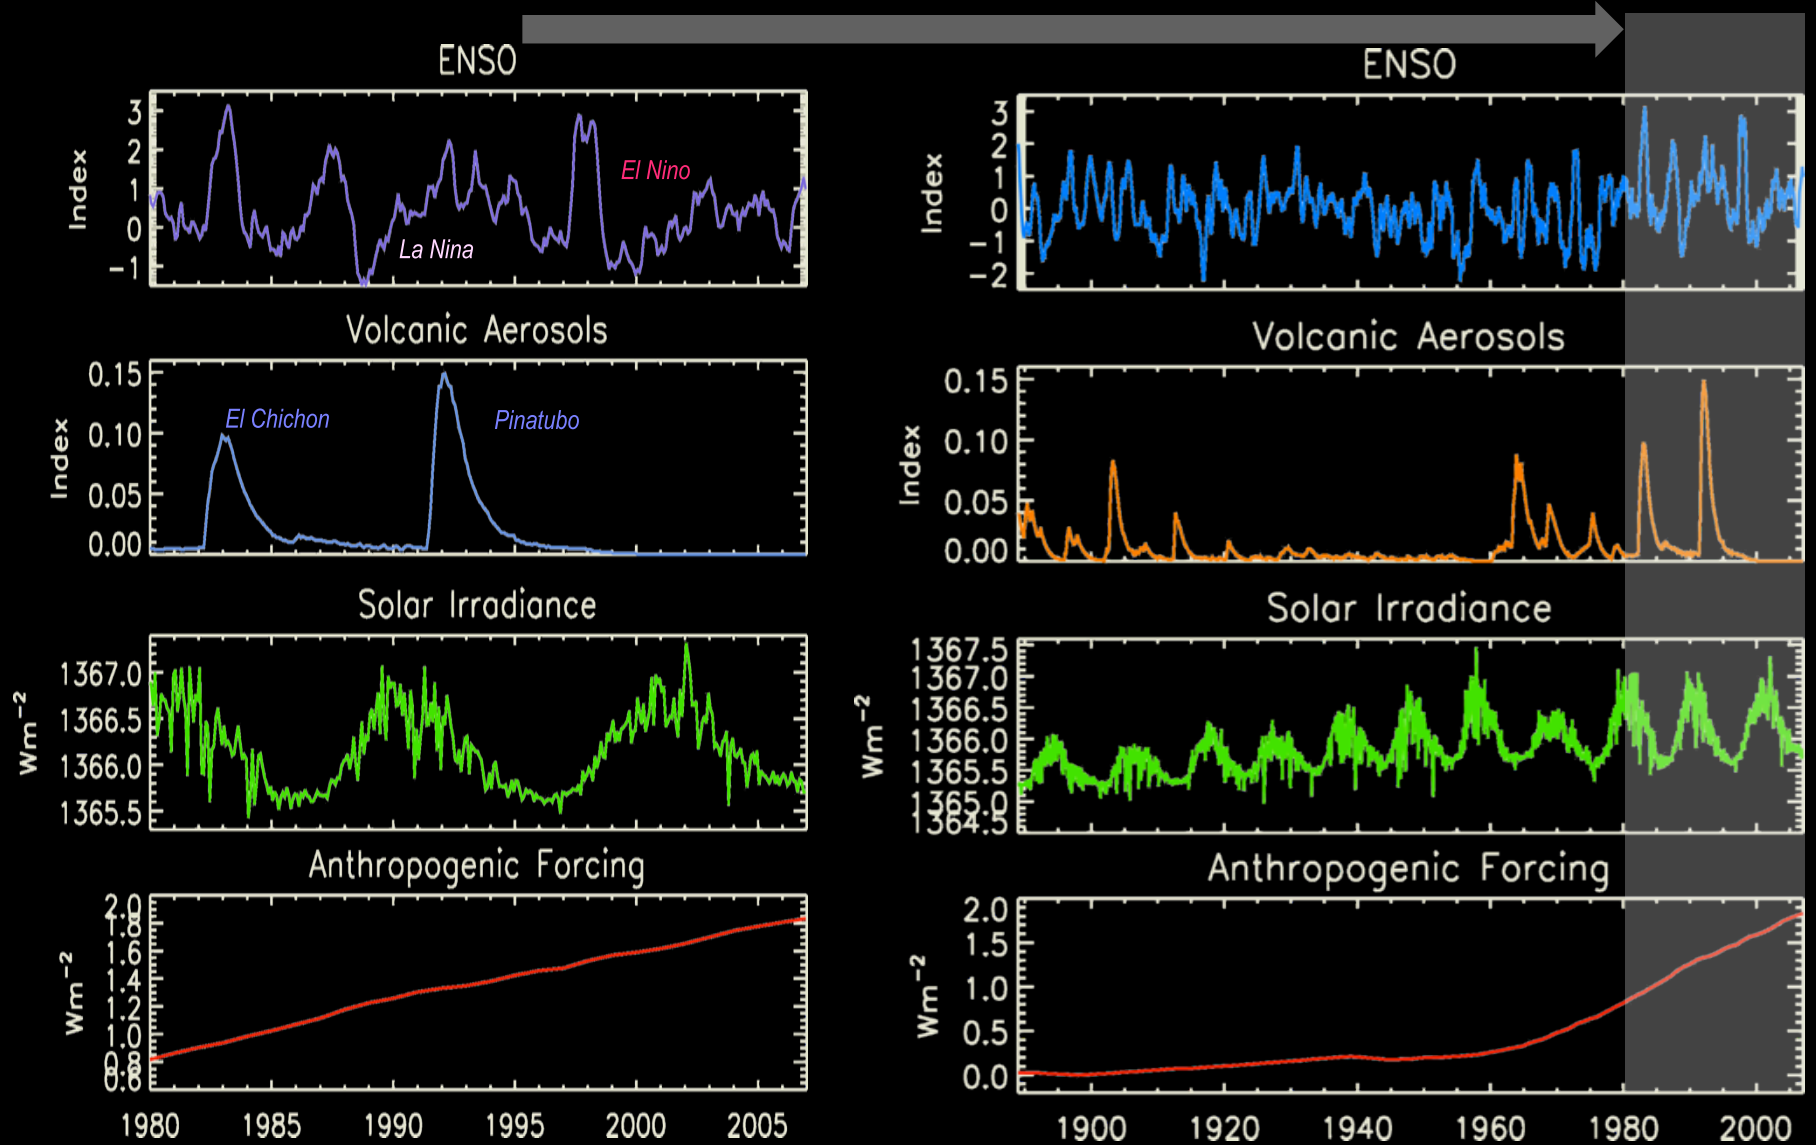 ENSO
3
2
1
0
−1
Index
El Nino
La Nina
Volcanic Aerosols
0.15
0.10
0.05
0.00
Index
El Chichon
Pinatubo
Solar Irradiance
1367.0
1366.5
1366.0
1365.5
Wm−2
Anthropogenic Forcing
2.0
1.8
1.6
1.4
1.2
1.0
0.8
0.6
Wm−2
1980 1985 1990 1995 2000 2005
ENSO
3
2
1
0
−1
−2
Index
Volcanic Aerosols
0.15
0.10
0.05
0.00
Index
Solar Irradiance
1367.5
1367.0
1366.5
1366.0
1365.5
1365.0
1364.5
Wm−2
Anthropogenic Forcing
2.0
1.5
1.0
0.5
0.0
Wm−2
1900 1920 1940 1960 1980 2000